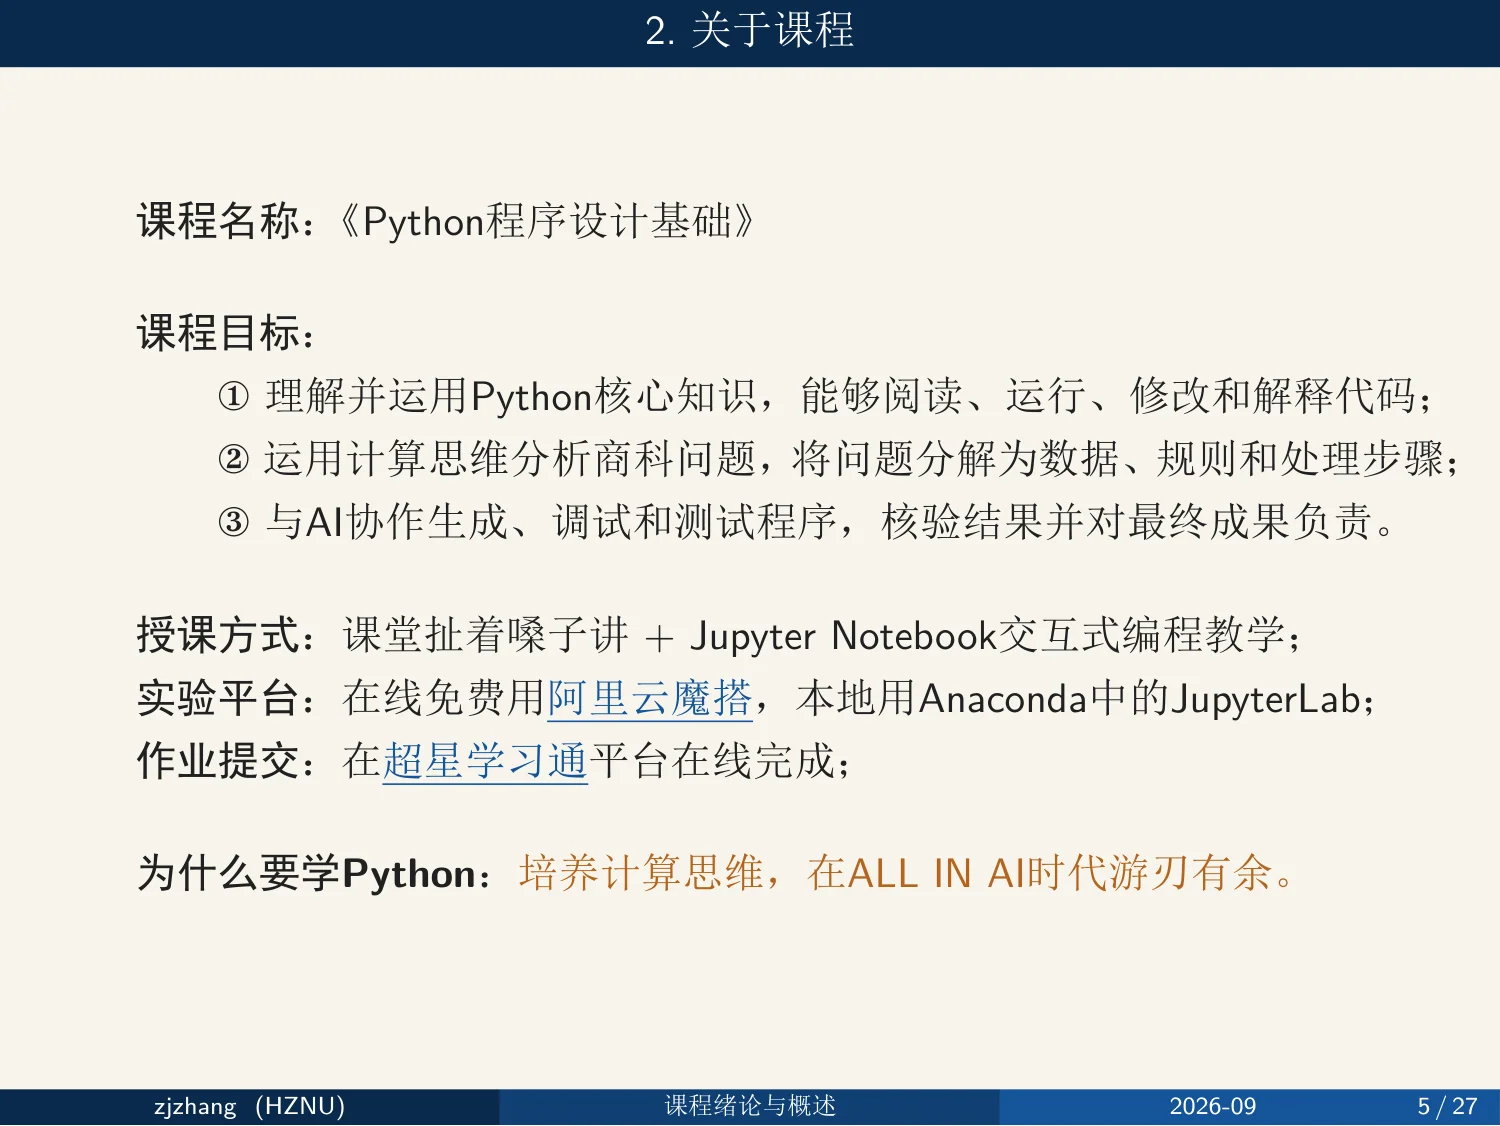 2. 关于课程
课程名称：《Python程序设计基础》
课程目标：
① 理解并运用Python核心知识，能够阅读、运行、修改和解释代码；
② 运用计算思维分析商科问题，将问题分解为数据、规则和处理步骤；
③ 与AI协作生成、调试和测试程序，核验结果并对最终成果负责。
授课方式：课堂扯着嗓子讲 + Jupyter Notebook交互式编程教学；
实验平台：在线免费用阿里云魔搭，本地用Anaconda中的JupyterLab；
作业提交：在超星学习通平台在线完成；
为什么要学Python：培养计算思维，在ALL IN AI时代游刃有余。
zjzhang (HZNU) 课程绪论与概述 2026-09 5 / 27